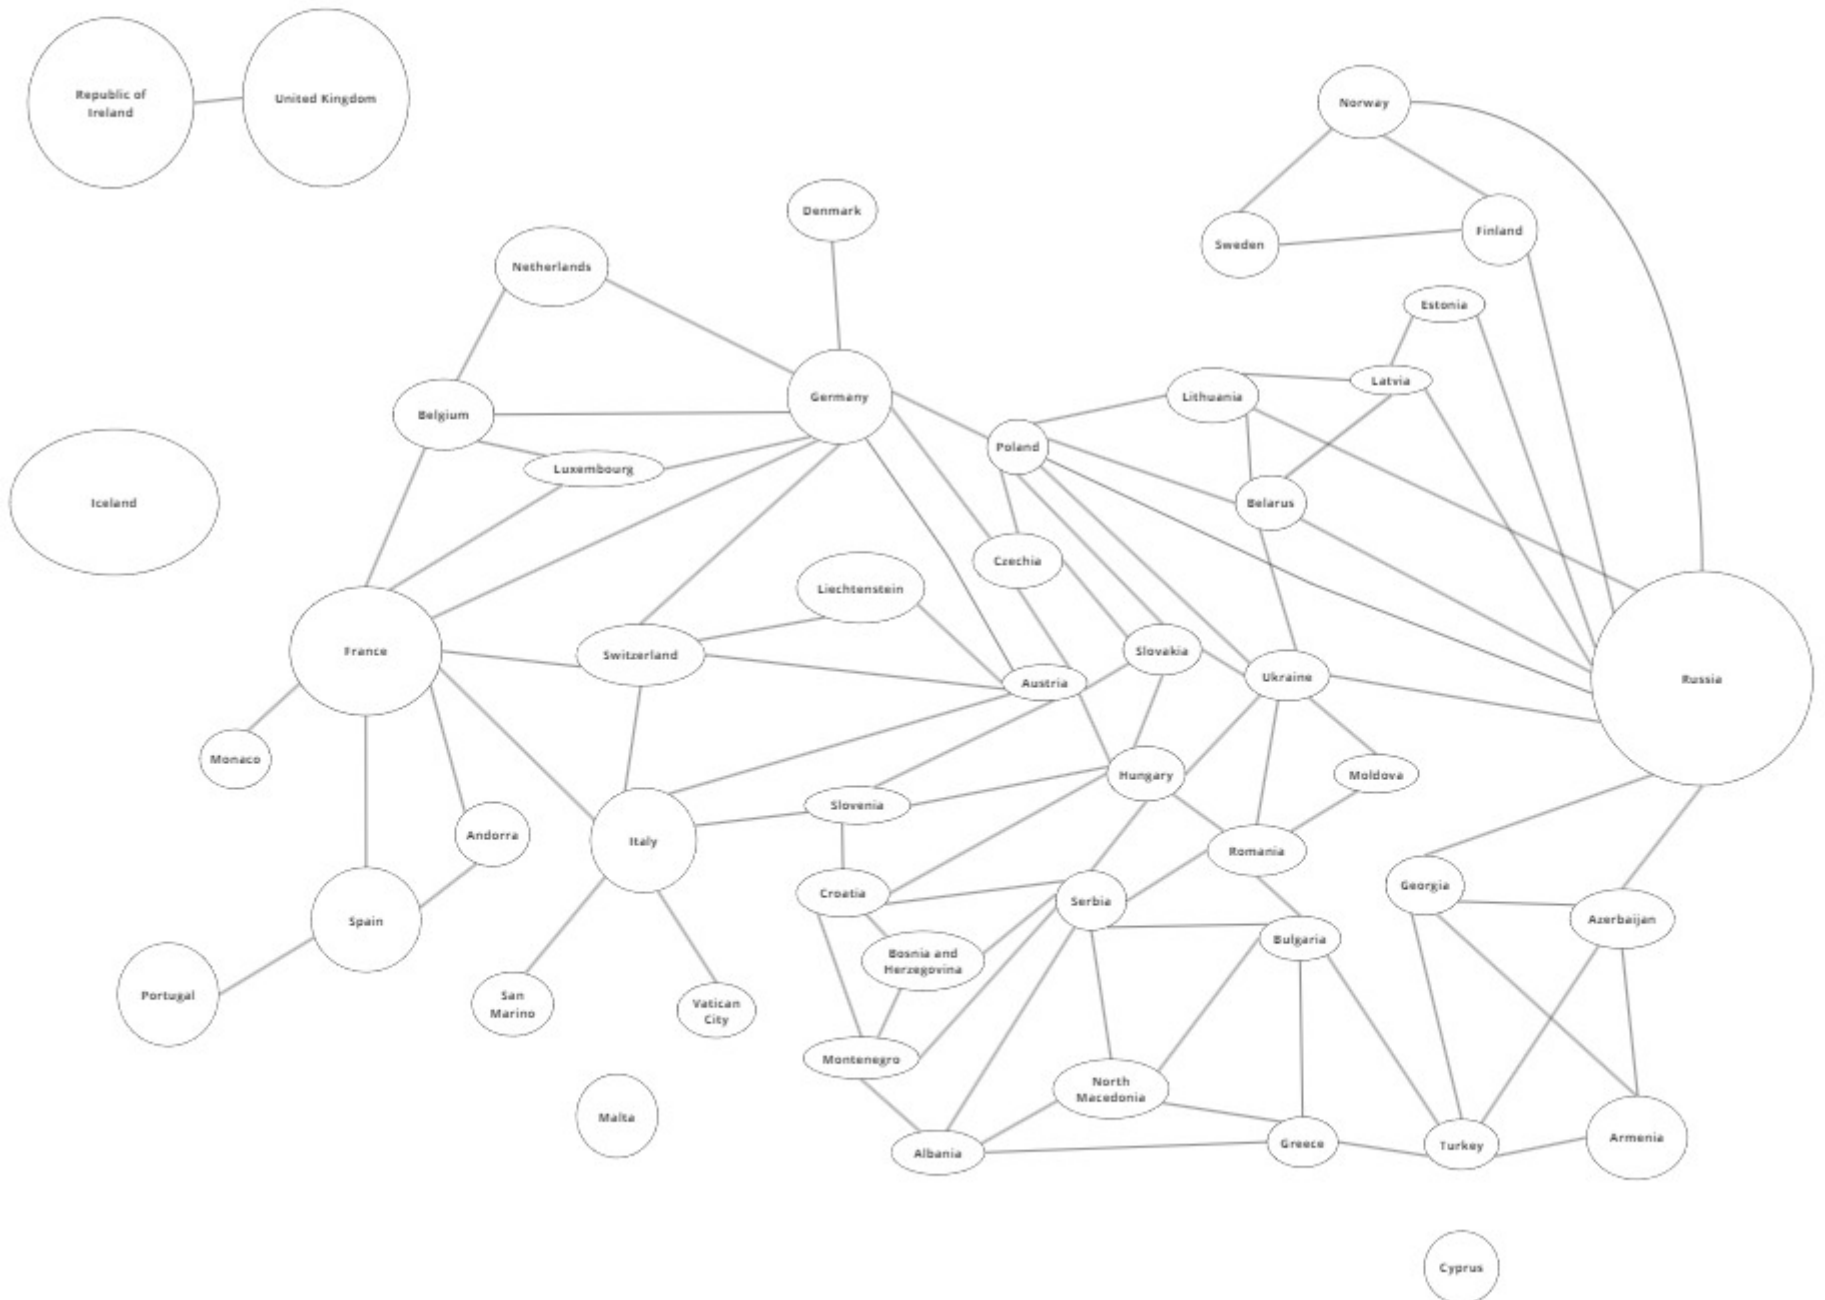 Republic of
Ireland
United Kingdom
Norway
Denmark
Sweden
Finland
Netherlands
Estonia
Latvia
Germany
Lithuania
Belgium
Poland
Luxembourg
Iceland
Belarus
Czechia
Liechtenstein
France
Switzerland
Slovakia
Ukraine
Russia
Austria
Monaco
Hungary
Moldova
Slovenia
Andorra
Italy
Romania
Georgia
Croatia
Serbia
Spain
Azerbaijan
Bulgaria
Bosnia and
Herzegovina
Portugal
San
Marino
Vatican
City
Montenegro
North
Macedonia
Malta
Albania
Greece
Turkey
Armenia
Cyprus